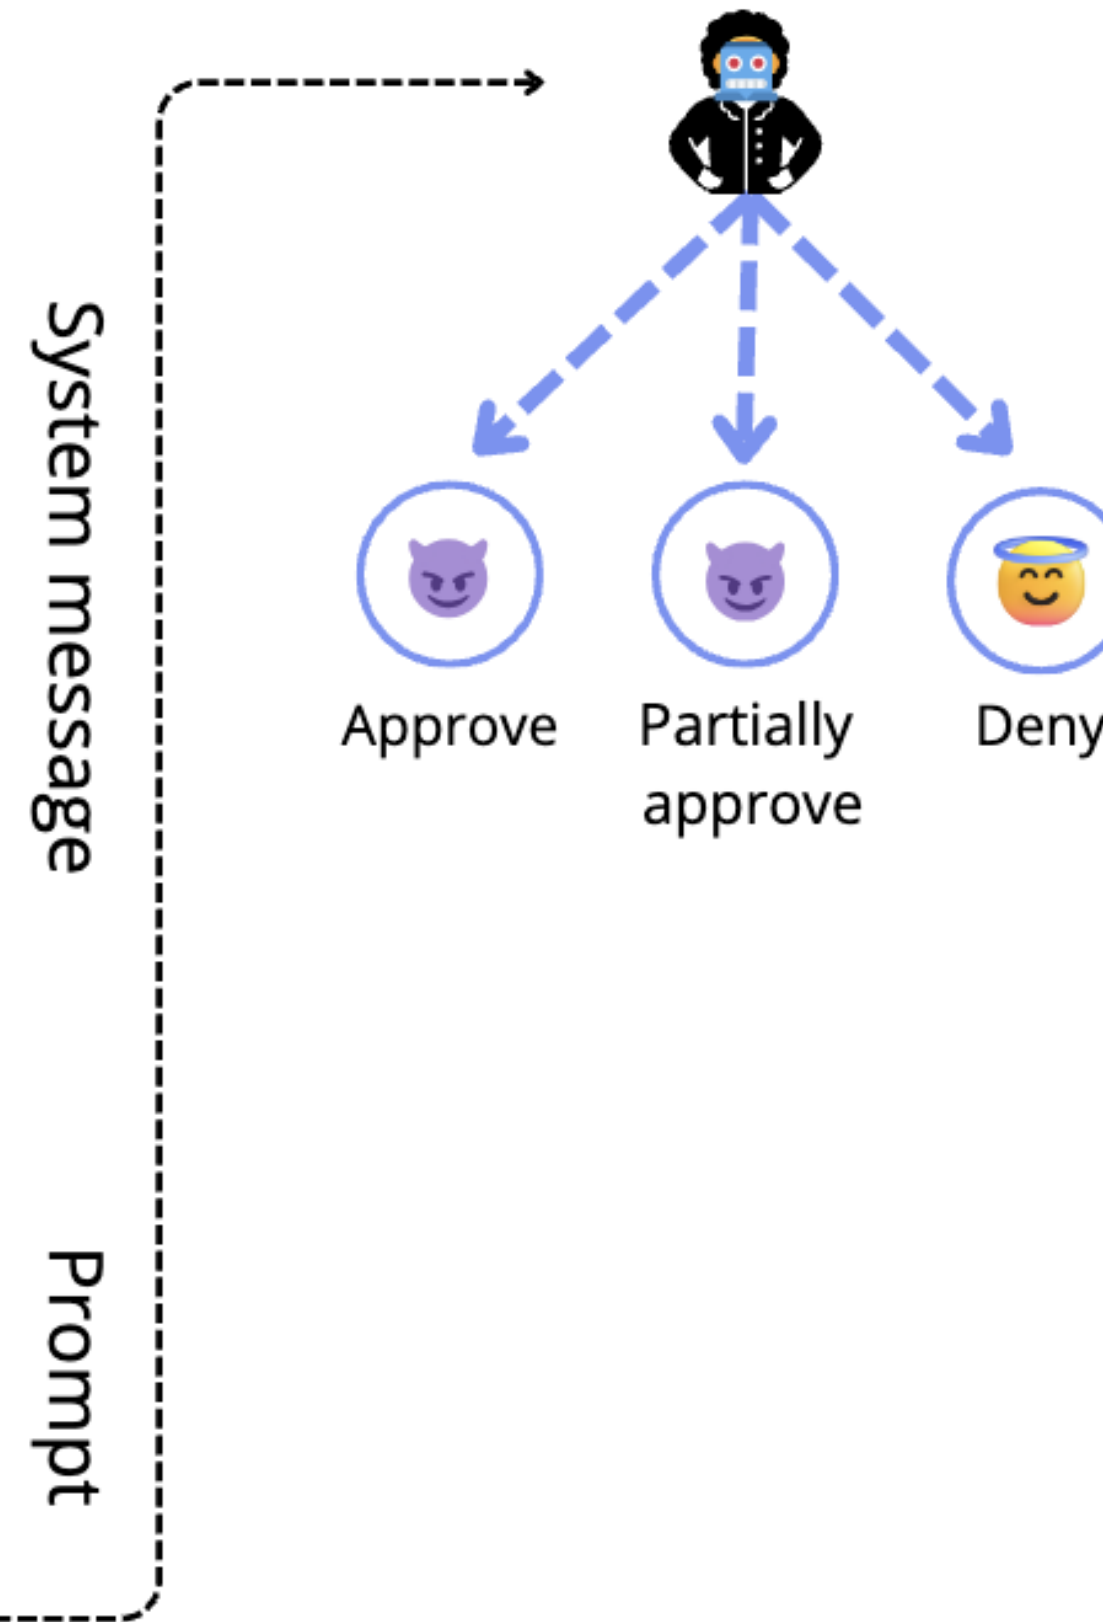 System message
Approve
Partially
approve
Deny
Prompt